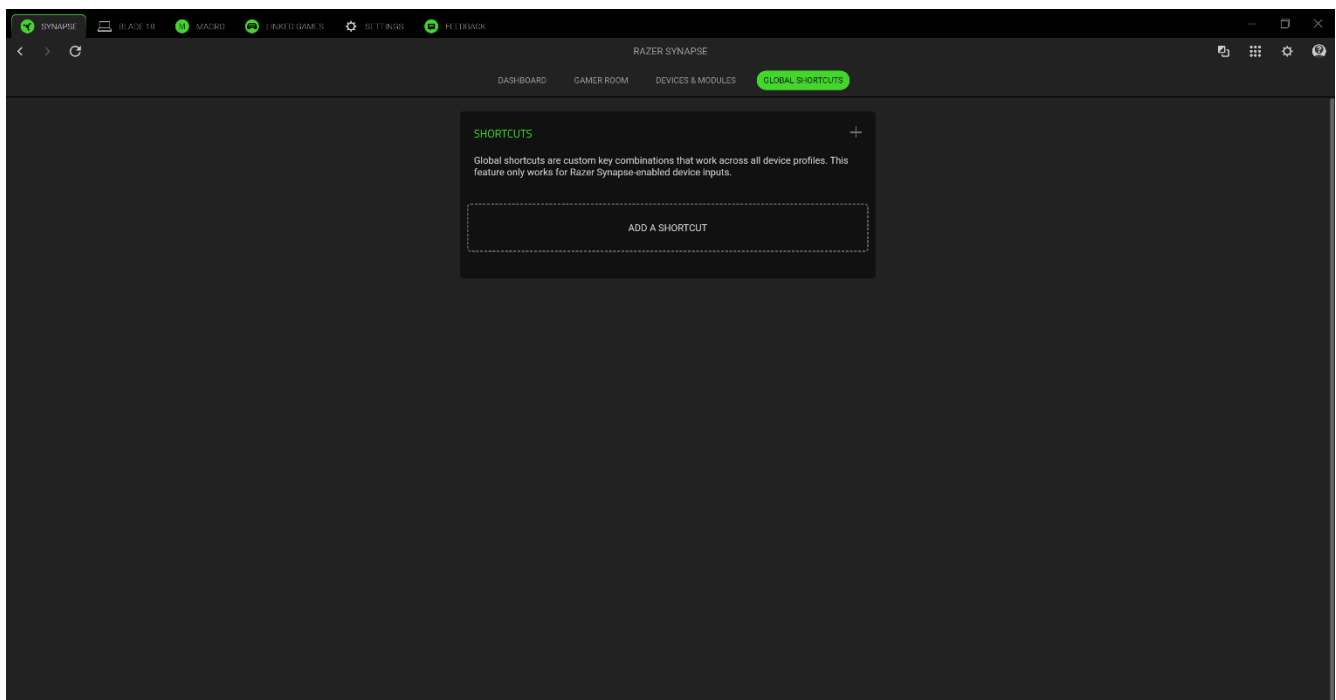 SYNAPSE BLADE 18 M MACRO LINKED GAMES SETTINGS FEEDBACK
RAZER SYNAPSE
DASHBOARD GAMER ROOM DEVICES & MODULES GLOBAL SHORTCUTS
SHORTCUTS
Global shortcuts are custom key combinations that work across all device profiles. This
feature only works for Razer Synapse-enabled device inputs.
ADD A SHORTCUT